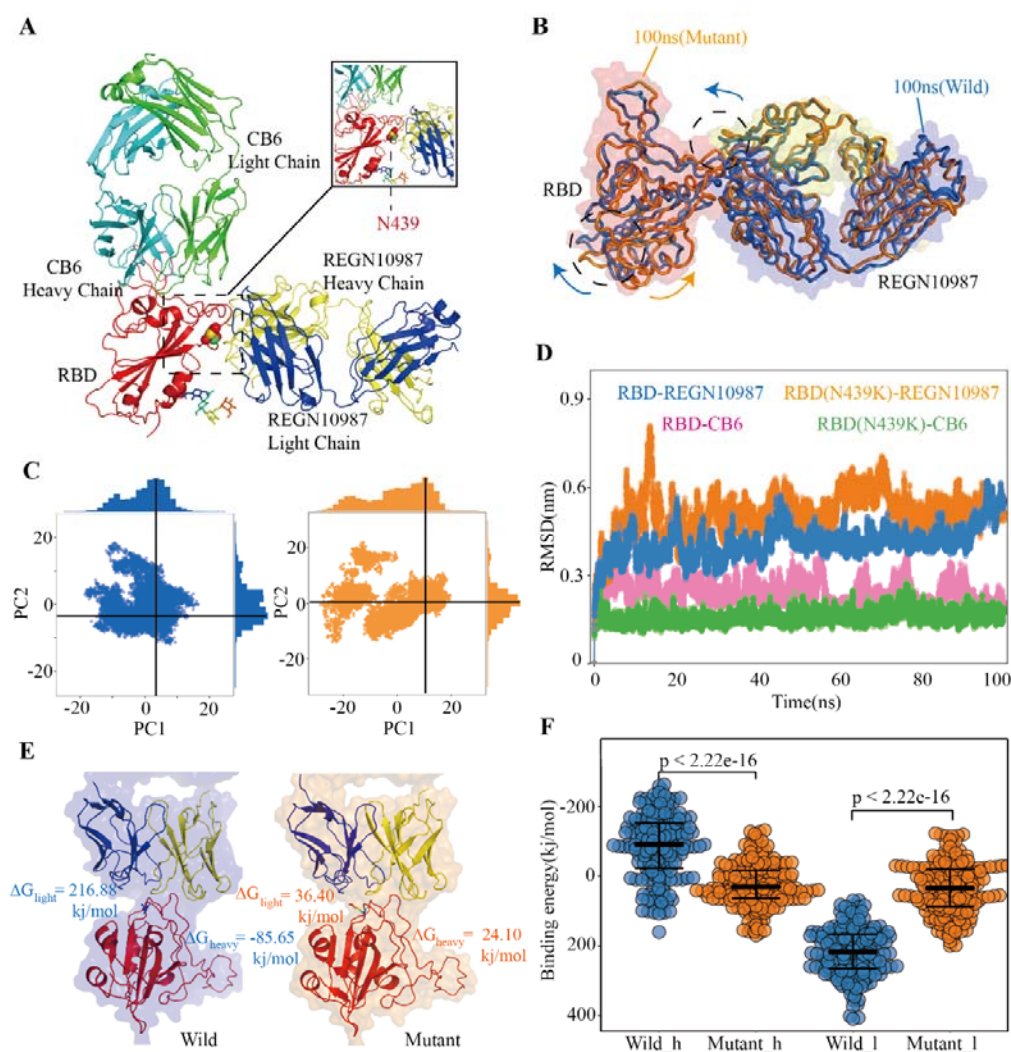 A
CB6
Light Chain
N439
CB6
Heavy Chain
REGN10987
Heavy Chain
RBD
REGN10987
Light Chain
B
100ns(Mutant)
100ns(Wild)
RBD
REGN10987
C
20
0
-20
PC2
-20
0
20
PC1
20
0
-20
PC2
-20
0
20
PC1
D
RBD-REGN10987
RBD(N439K)-REGN10987
RBD-CB6
RBD(N439K)-CB6
0.9
0.6
0.3
0
RMSD(nm)
0
10
20
30
40
50
60
70
80
90
100
Time(ns)
E
ΔGlight= 216.88
kj/mol
ΔGheavy= -85.65
kj/mol
Wild
ΔGlight= 36.40
kj/mol
ΔGheavy= 24.10
kj/mol
Mutant
F
p < 2.22e-16
p < 2.22e-16
-200
0
200
400
Binding energy(kj/mol)
Wild_h
Mutant_h
Wild_l
Mutant_l